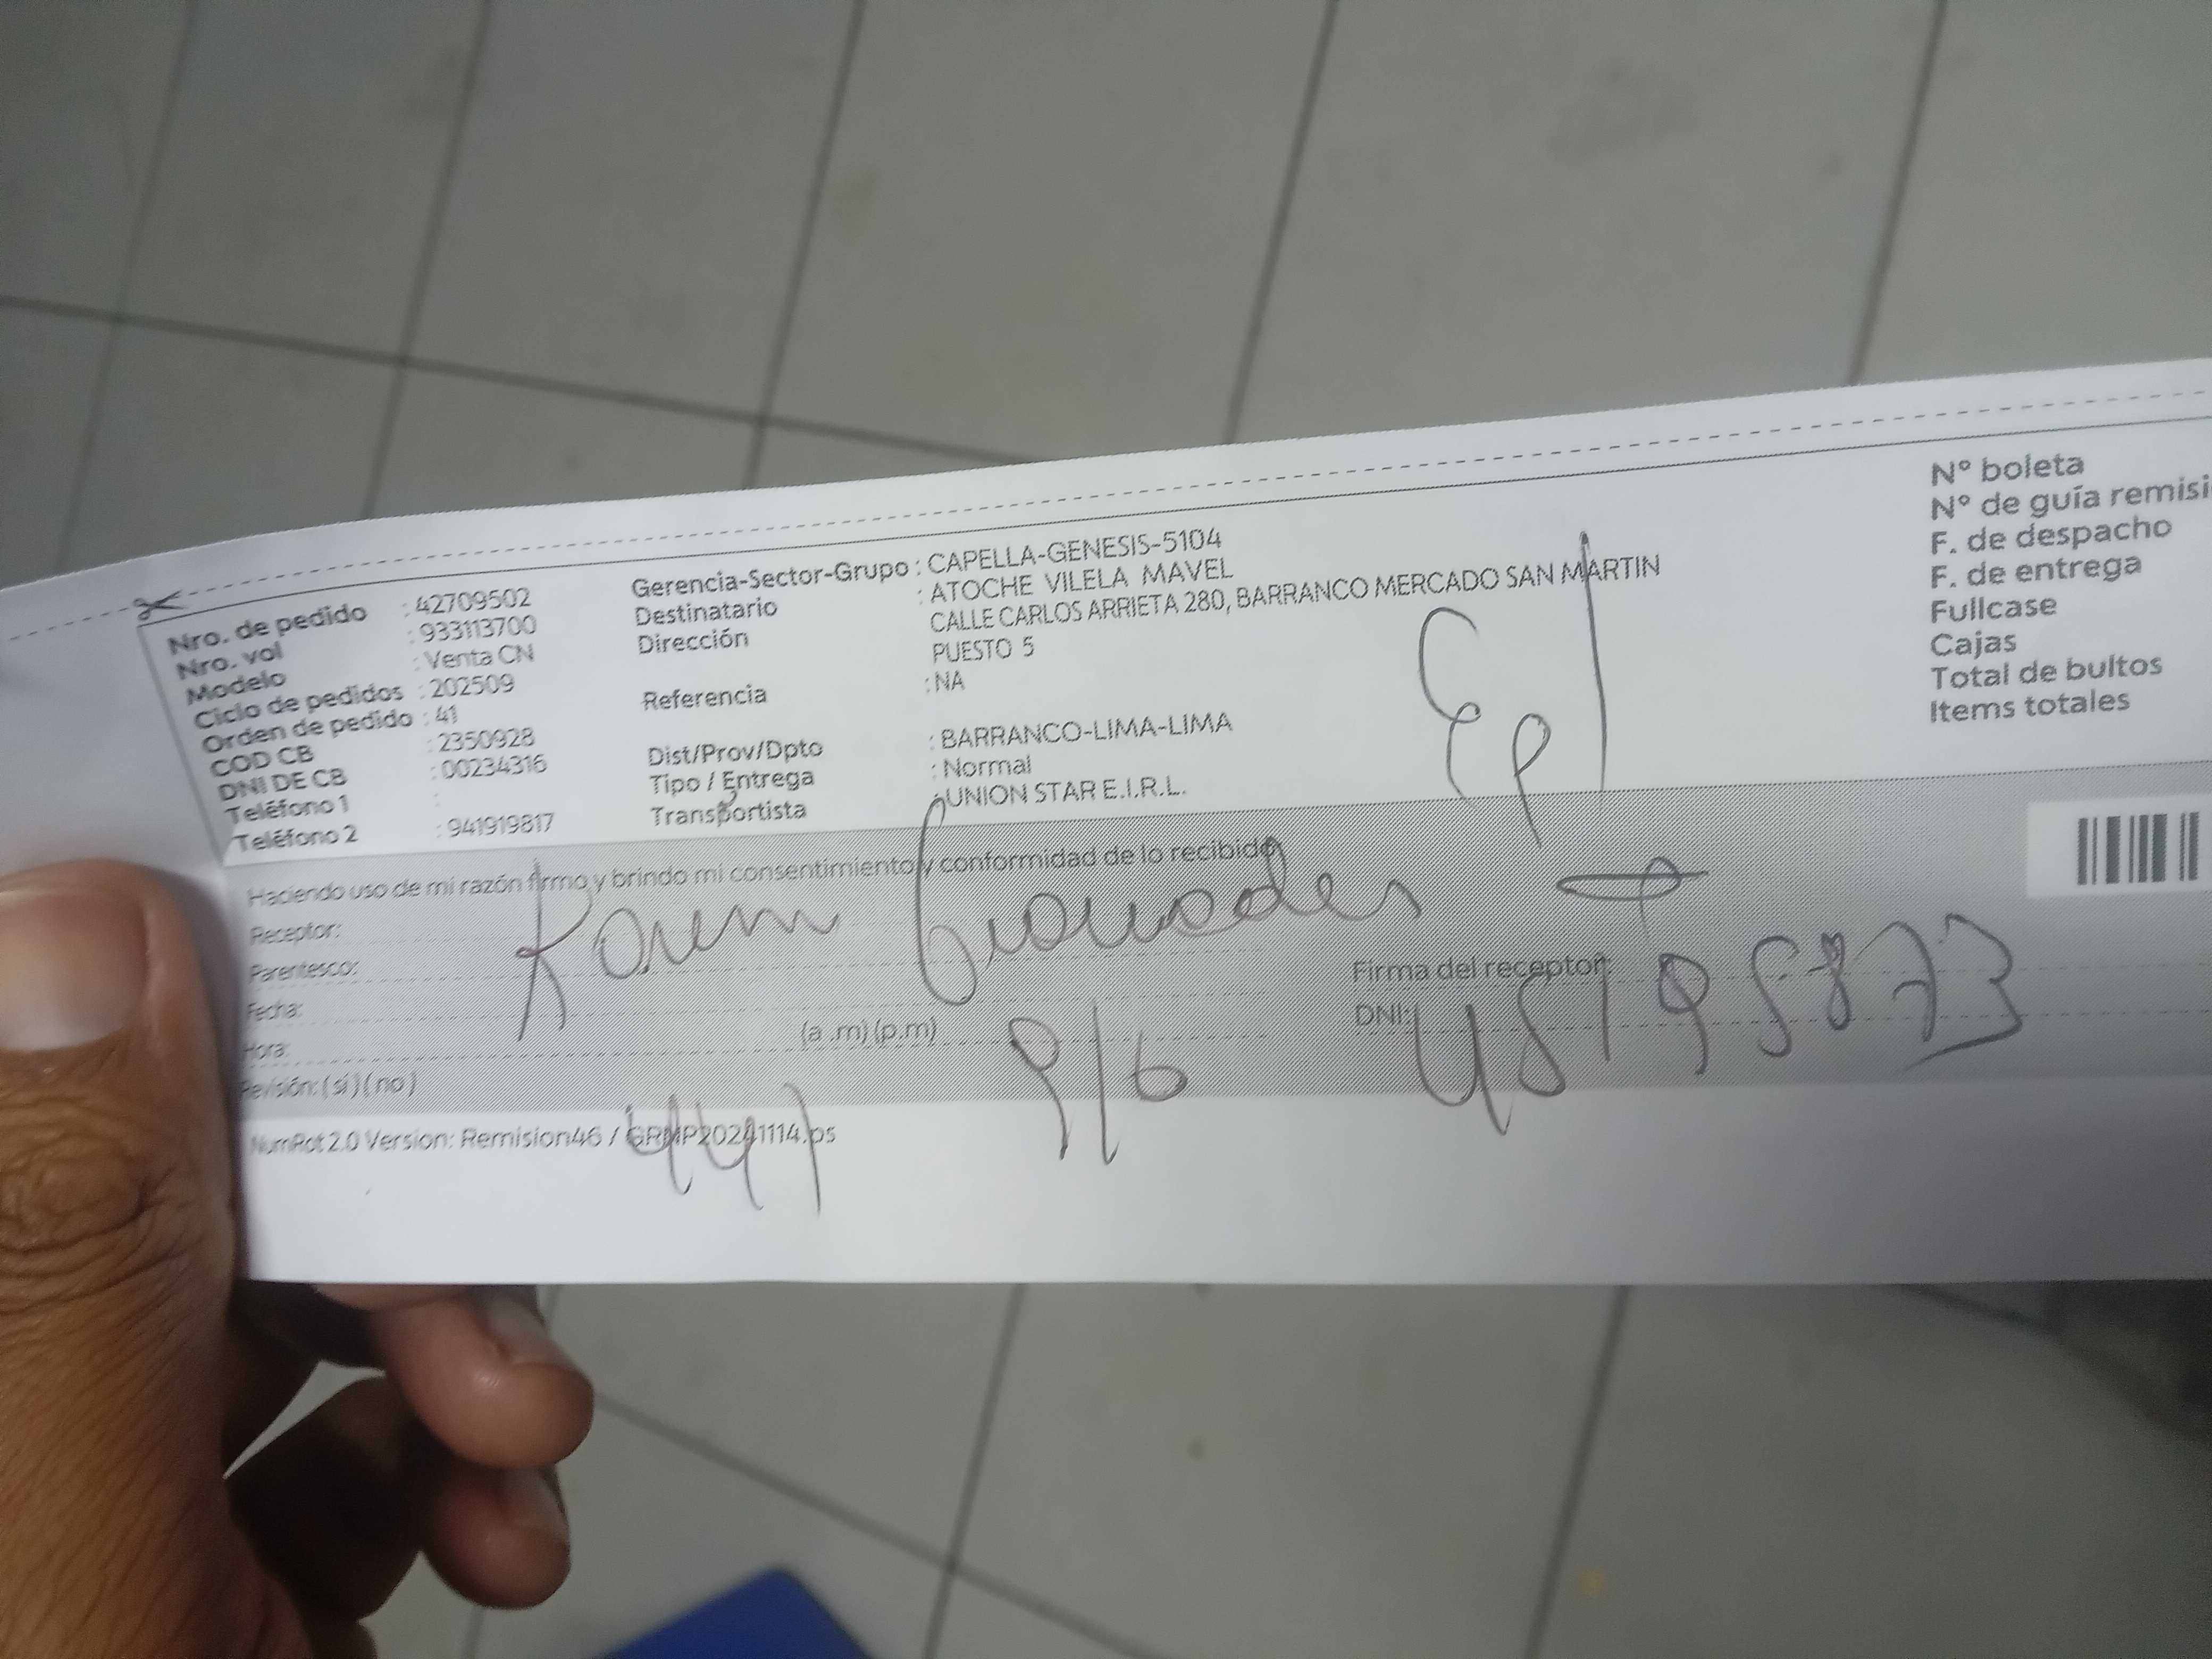 Nro. de pedido : 42709502
Nro. vol : 933113700
Modelo : Venta CN
Ciclo de pedidos : 202509
Orden de pedido : 41
COD CB : 2350928
DNI DE CB : 00234316
Teléfono 1 :
Teléfono 2 : 941919817
Gerencia-Sector-Grupo : CAPELLA-GENESIS-5104
Destinatario : ATOCHE VILELA MAVEL
Dirección CALLE CARLOS ARRIETA 280, BARRANCO MERCADO SAN MARTIN
PUESTO 5
Referencia : NA
Dist/Prov/Dpto : BARRANCO-LIMA-LIMA
Tipo / Entrega : Normal
Transportista : UNION STAR E.I.R.L.
N° boleta
N° de guía remisi
F. de despacho
F. de entrega
Fullcase
Cajas
Total de bultos
Items totales
Haciendo uso de mi razón firmo y brindo mi consentimiento y conformidad de lo recibido
Receptor:
Karem
Parentesco:
Fecha:
Hora: (a .m) (p.m)
9/6
Revisión: ( si ) ( no )
Firma del receptor:
DNI:
NumRot 2.0 Version: Remision46 / GRMP20241114.ps